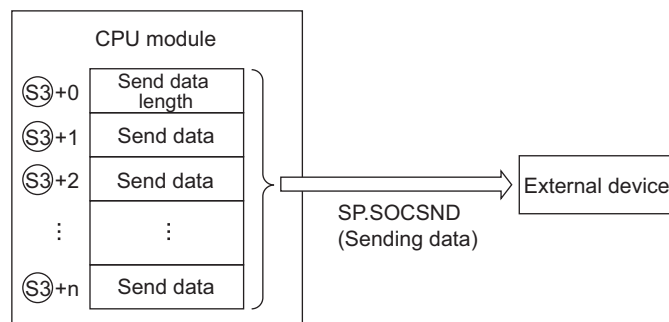 CPU module
S3+0 Send data
length
S3+1 Send data
S3+2 Send data
⋮ ⋮
S3+n Send data
SP.SOCSND
(Sending data)
External device